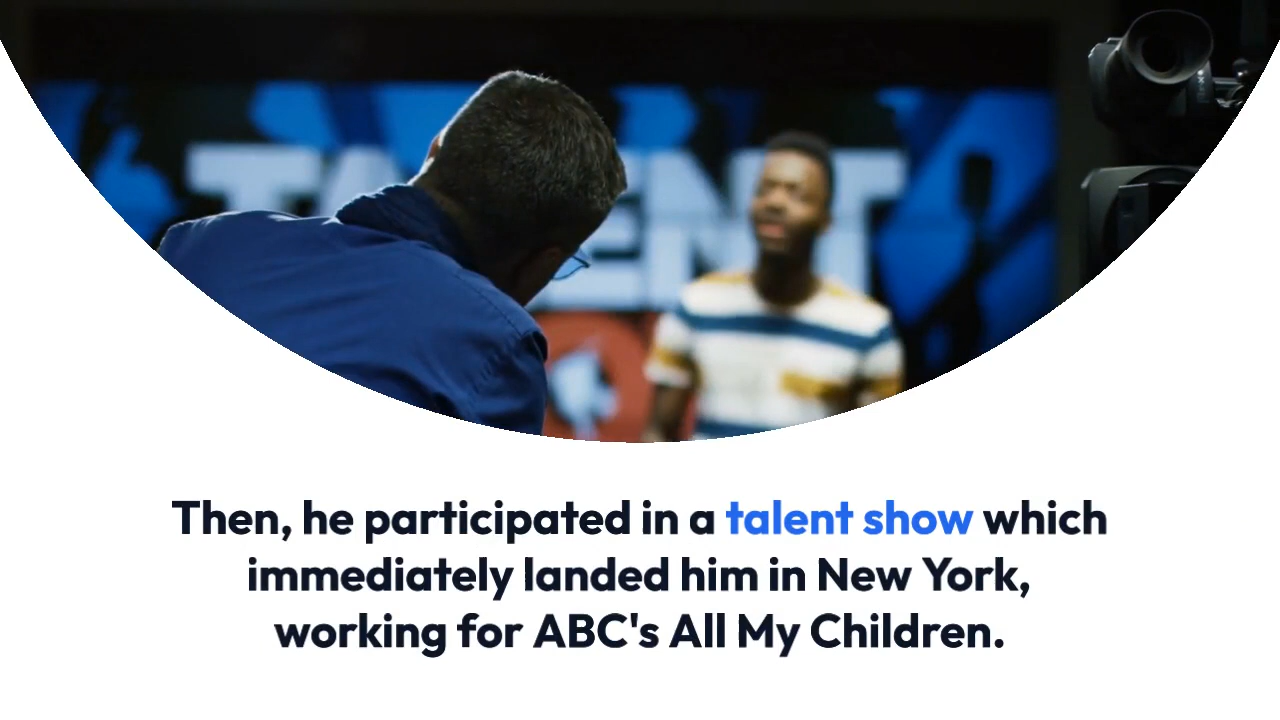 TALENT
Then, he participated in a talent show which
immediately landed him in New York,
working for ABC's All My Children.